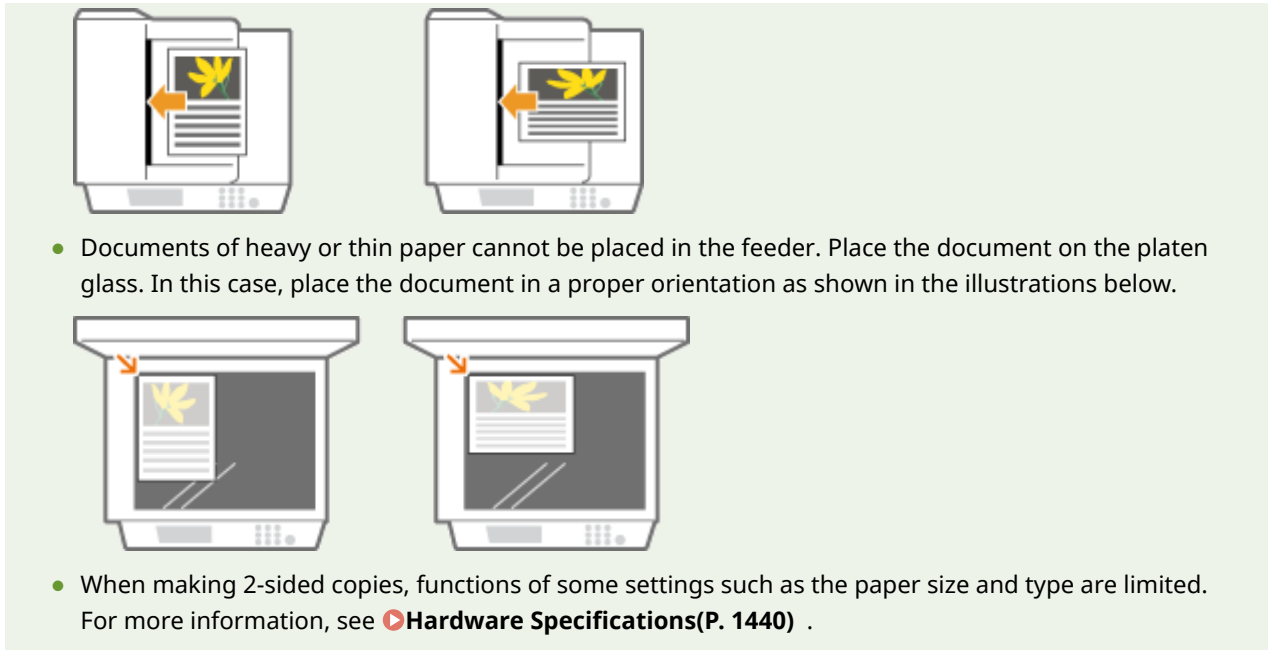 ● Documents of heavy or thin paper cannot be placed in the feeder. Place the document on the platen
glass. In this case, place the document in a proper orientation as shown in the illustrations below.
● When making 2-sided copies, functions of some settings such as the paper size and type are limited.
For more information, see Hardware Specifications(P. 1440) .